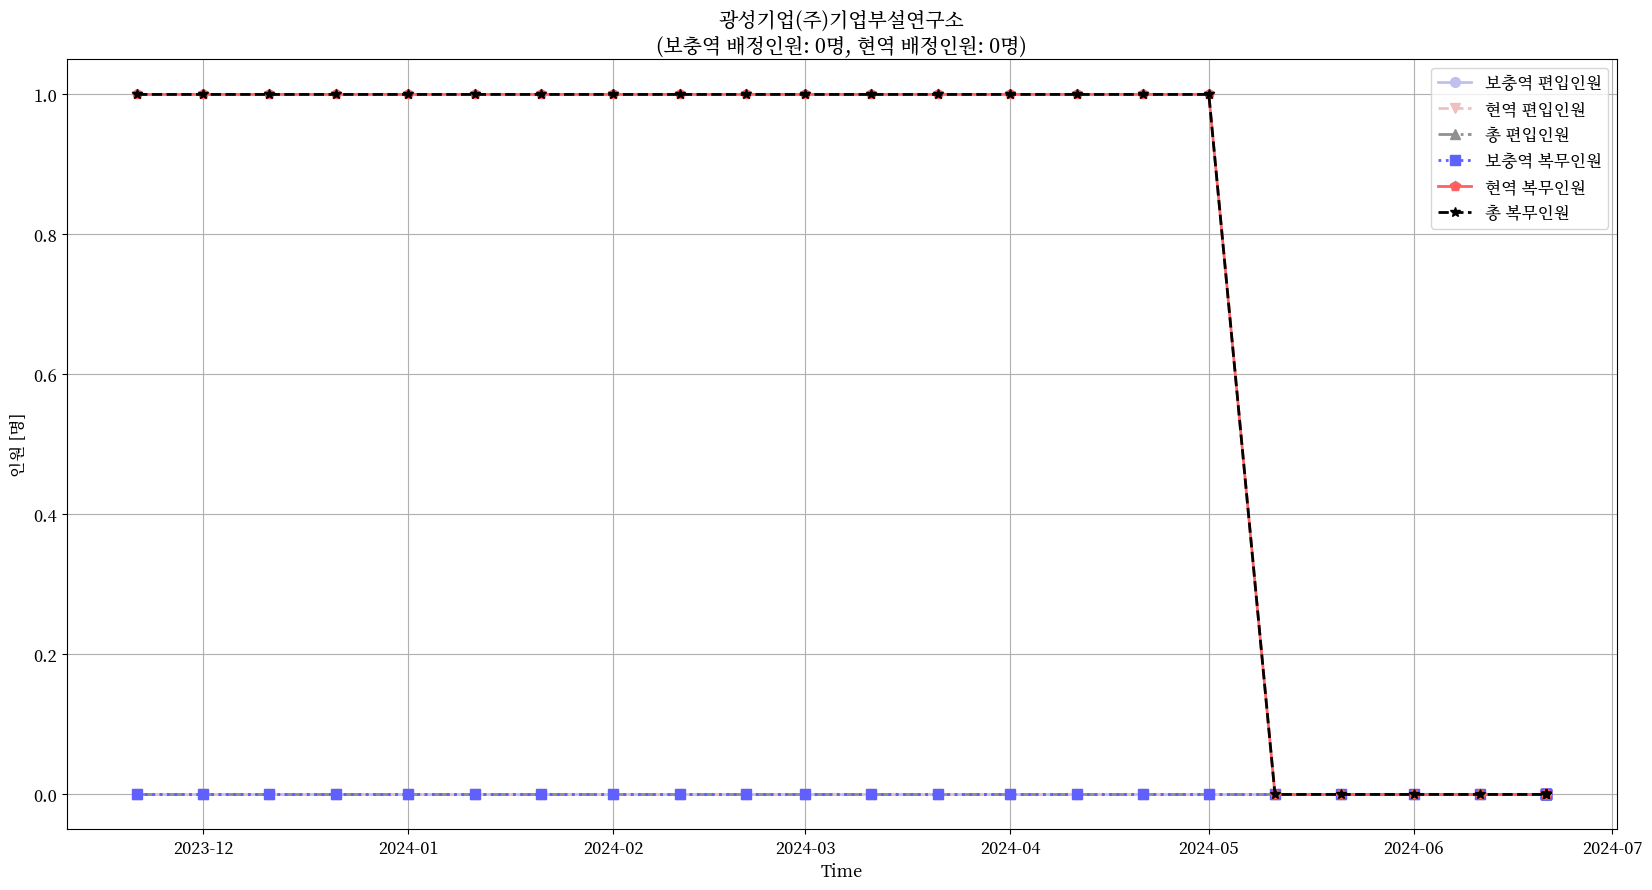 광성기업(주)기업부설연구소
(보충역 배정인원: 0명, 현역 배정인원: 0명)
보충역 편입인원
현역 편입인원
총 편입인원
보충역 복무인원
현역 복무인원
총 복무인원
1.0
0.8
0.6
0.4
0.2
0.0
인원 [명]
2023-12
2024-01
2024-02
2024-03
2024-04
2024-05
2024-06
2024-07
Time